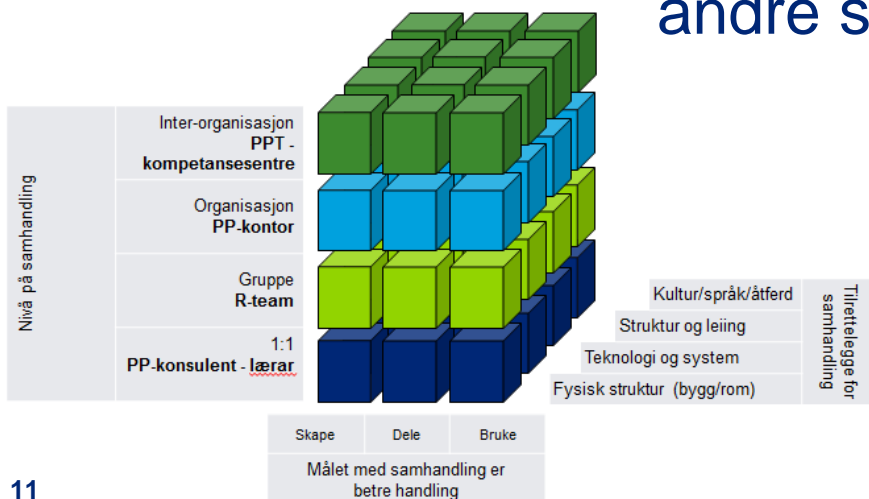 andre s
Nivå på samhandling
Inter-organisasjon
PPT -
kompetansesentre
Organisasjon
PP-kontor
Gruppe
R-team
1:1
PP-konsulent - lærar
Kultur/språk/åtferd
Struktur og leiing
Teknologi og system
Fysisk struktur (bygg/rom)
Tilrettelegge for
samhandling
Skape Dele Bruke
Målet med samhandling er
betre handling
11